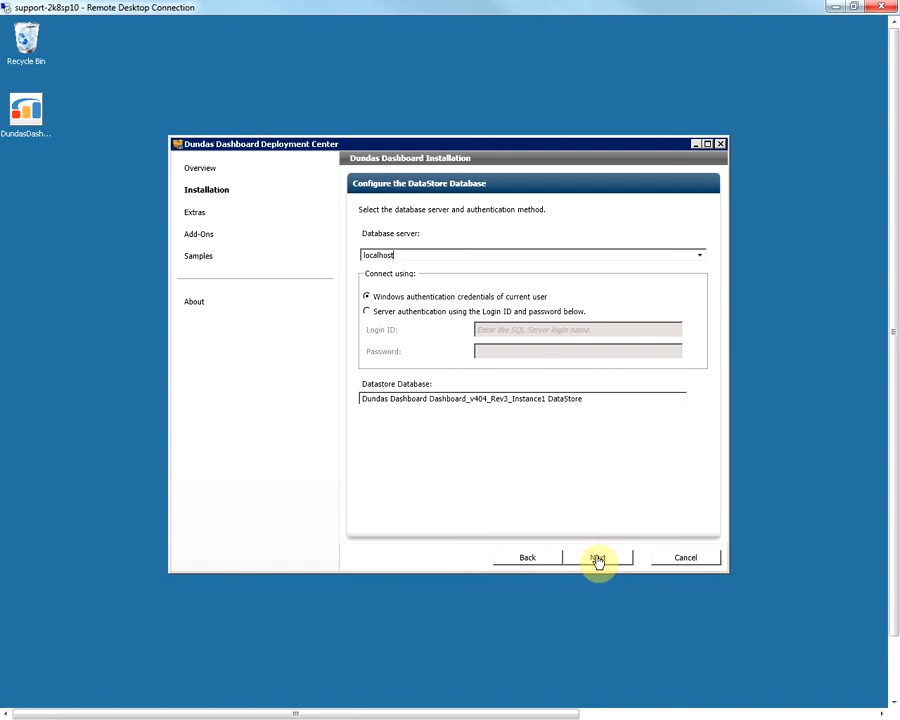 support-2k8sp10 - Remote Desktop Connection
Recycle Bin
DundasDash...
Dundas Dashboard Deployment Center
Overview
Installation
Extras
Add-Ons
Samples
About
Dundas Dashboard Installation
Configure the DataStore Database
Select the database server and authentication method.
Database server:
localhost
Connect using:
Windows authentication credentials of current user
Server authentication using the Login ID and password below.
Login ID:
Enter the SQL Server login name.
Password:
Datastore Database:
Dundas Dashboard Dashboard_v404_Rev3_Instance1 DataStore
Back
Next
Cancel